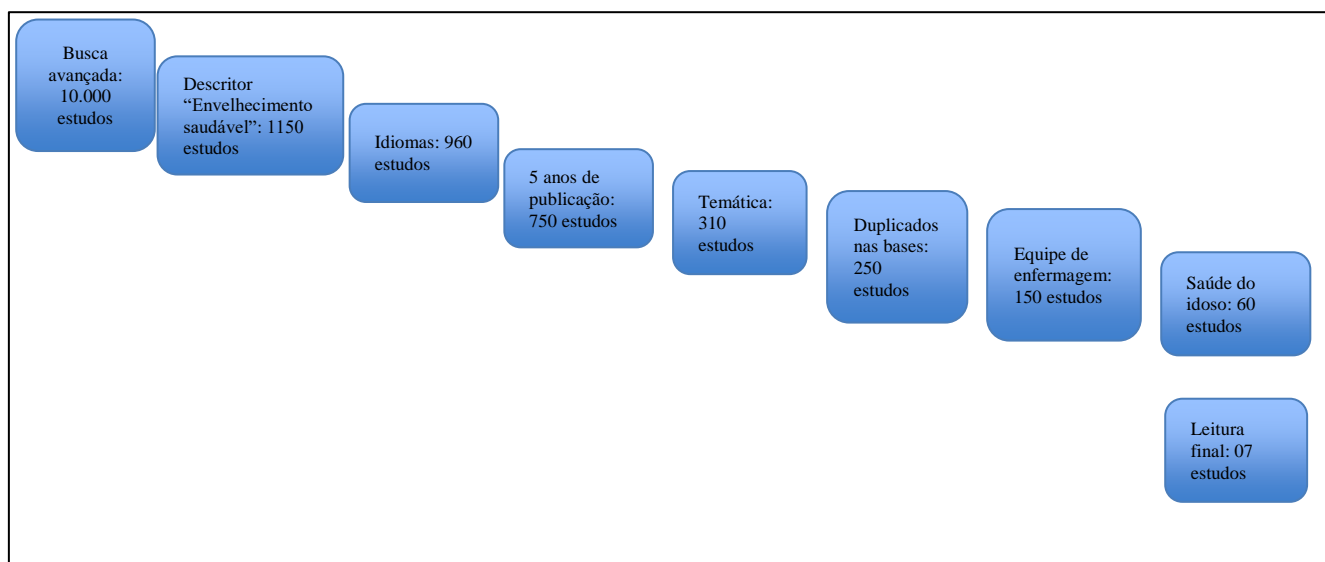 Busca
avançada:
10.000
estudos
Descritor
“Envelhecimento
saudável”: 1150
estudos
Idiomas: 960
estudos
5 anos de
publicação:
750 estudos
Temática:
310
estudos
Duplicados
nas bases:
250
estudos
Equipe de
enfermagem:
150 estudos
Saúde do
idoso: 60
estudos
Leitura
final: 07
estudos